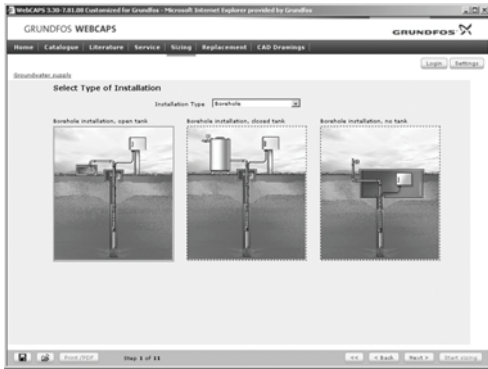 WebCAPS 3.30-7.01.00 Customized for Grundfos - Microsoft Internet Explorer provided by Grundfos
GRUNDFOS WEBCAPS
GRUNDFOS
Home Catalogue Literature Service Sizing Replacement CAD Drawings
Login Settings
Groundwater supply
Select Type of Installation
Installation Type Borehole
Borehole installation, open tank Borehole installation, closed tank Borehole installation, no tank
Print/PDF Step 1 of 11 << < Back Next > Start sizing